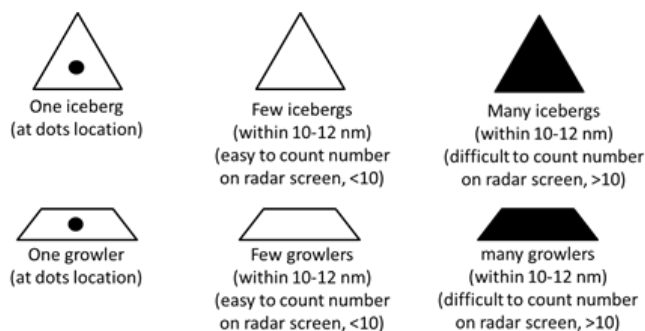 One iceberg
(at dots location)
Few icebergs
(within 10-12 nm)
(easy to count number
on radar screen, <10)
Many icebergs
(within 10-12 nm)
(difficult to count number
on radar screen, >10)
One growler
(at dots location)
Few growlers
(within 10-12 nm)
(easy to count number
on radar screen, <10)
many growlers
(within 10-12 nm)
(difficult to count number
on radar screen, >10)